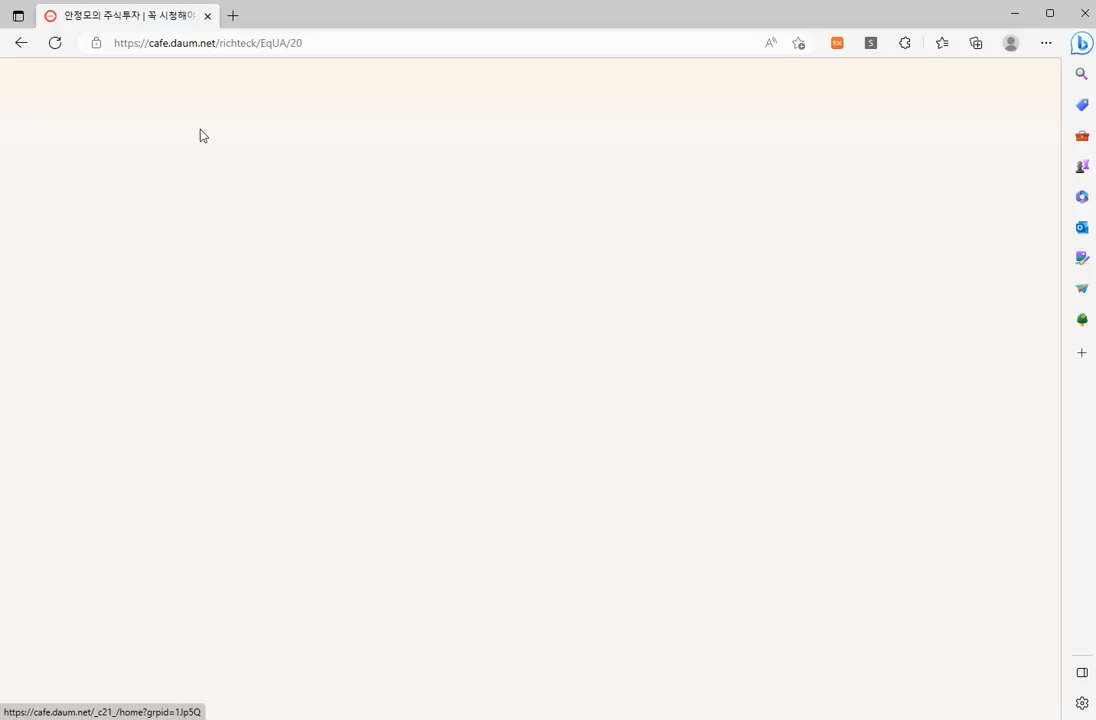 안정모의 주식투자 | 꼭 시청해야
https://cafe.daum.net/richteck/EqUA/20
https://cafe.daum.net/_c21_/home?grpid=1Jp5Q